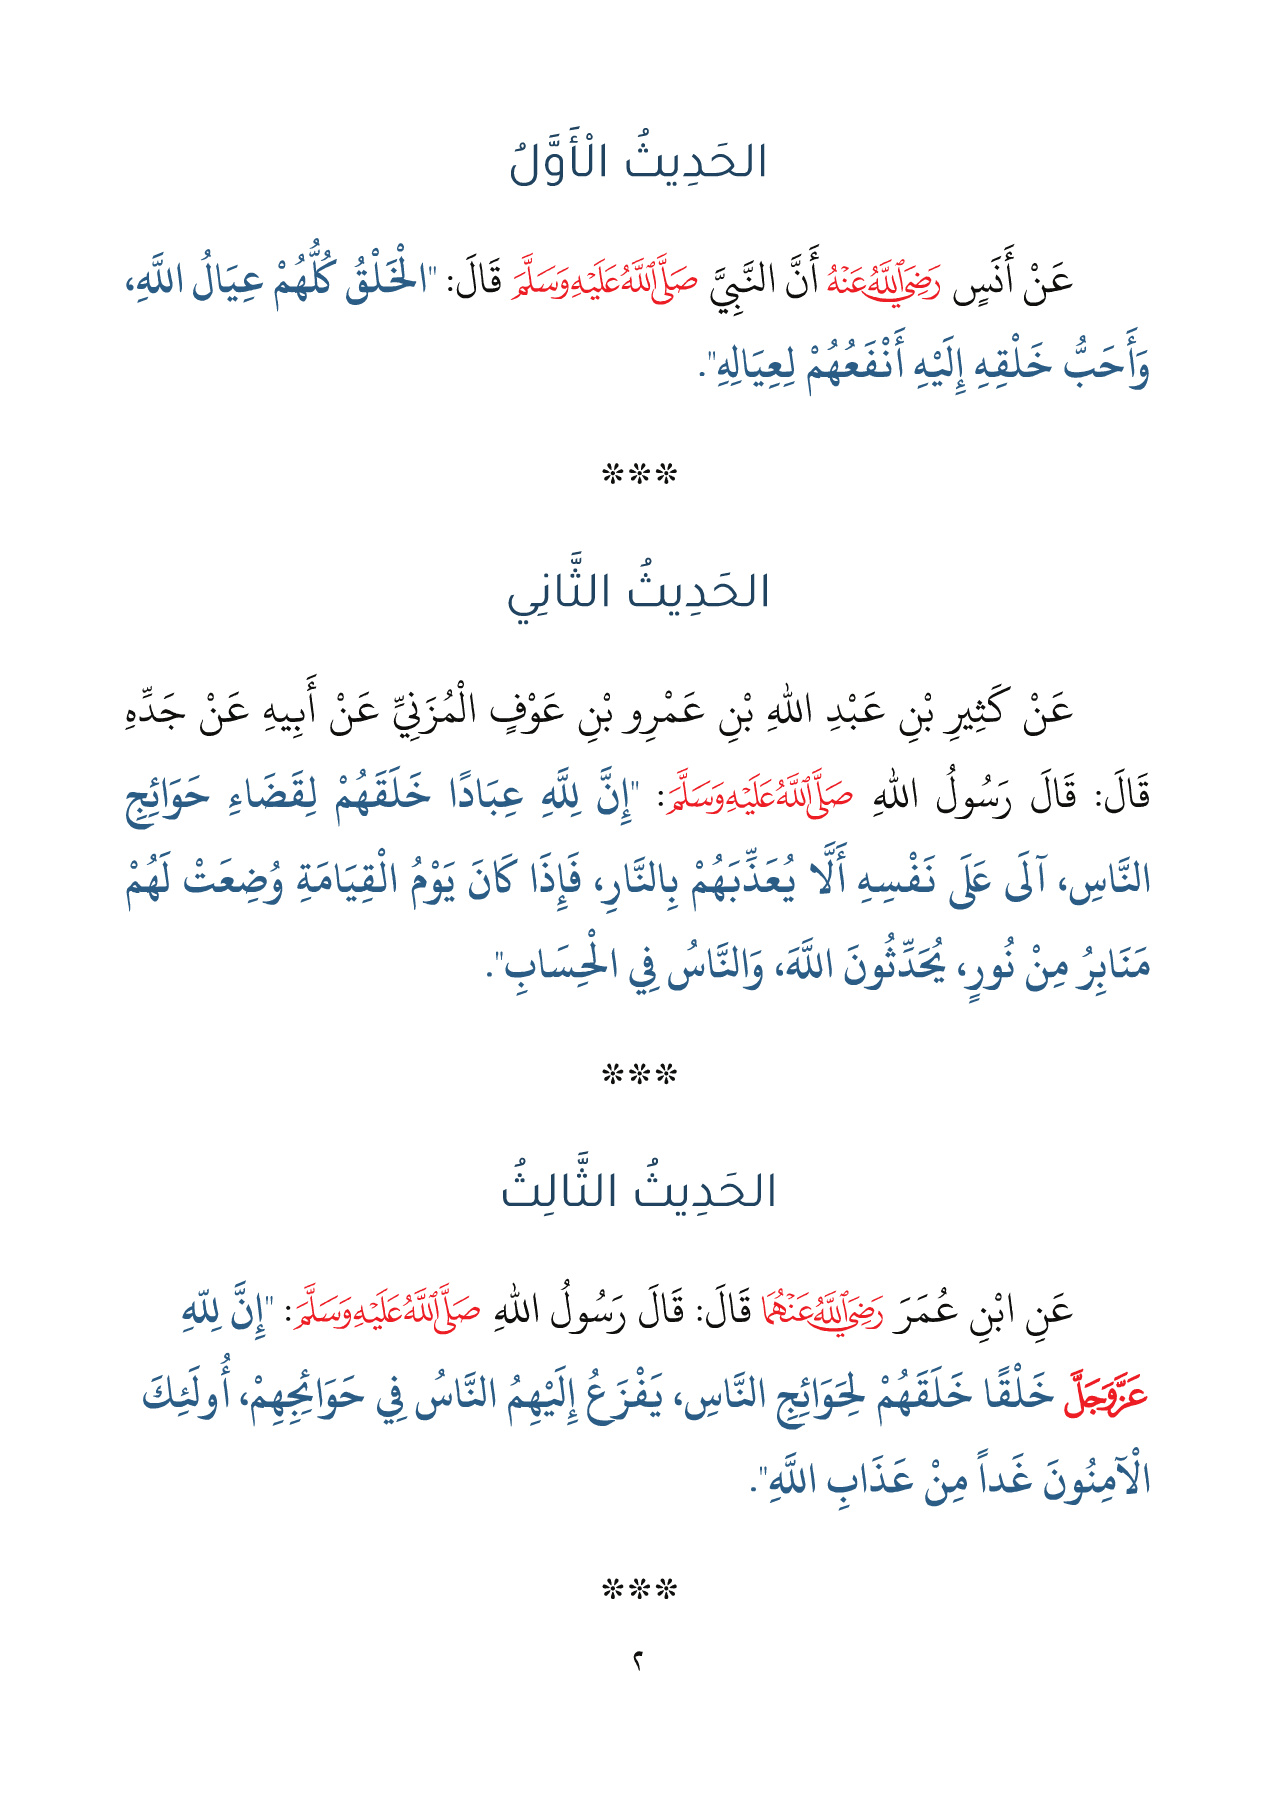 الحَدِيثُ الْأَوَّلُ
عَنْ أَنَسٍ رَضِيَ اللَّهُ عَنْهُ أَنَّ النَّبِيَّ صَلَّى اللَّهُ عَلَيْهِ وَسَلَّمَ قَالَ: "الْخَلْقُ كُلُّهُمْ عِيَالُ اللَّهِ،
وَأَحَبُّ خَلْقِهِ إِلَيْهِ أَنْفَعُهُمْ لِعِيَالِهِ".
❊❊❊
الحَدِيثُ الثَّانِي
عَنْ كَثِيرِ بْنِ عَبْدِ اللهِ بْنِ عَمْرِو بْنِ عَوْفٍ الْمُزَنِيِّ عَنْ أَبِيهِ عَنْ جَدِّهِ
قَالَ: قَالَ رَسُولُ اللهِ صَلَّى اللَّهُ عَلَيْهِ وَسَلَّمَ: "إِنَّ لِلَّهِ عِبَادًا خَلَقَهُمْ لِقَضَاءِ حَوَائِجِ
النَّاسِ، آلَى عَلَى نَفْسِهِ أَلَّا يُعَذِّبَهُمْ بِالنَّارِ، فَإِذَا كَانَ يَوْمُ الْقِيَامَةِ وُضِعَتْ لَهُمْ
مَنَابِرُ مِنْ نُورٍ، يُحَدِّثُونَ اللَّهَ، وَالنَّاسُ فِي الْحِسَابِ".
❊❊❊
الحَدِيثُ الثَّالِثُ
عَنِ ابْنِ عُمَرَ رَضِيَ اللَّهُ عَنْهُمَا قَالَ: قَالَ رَسُولُ اللهِ صَلَّى اللَّهُ عَلَيْهِ وَسَلَّمَ: "إِنَّ لِلّهِ
عَزَّ وَجَلَّ خَلْقًا خَلَقَهُمْ لِحَوَائِجِ النَّاسِ، يَفْزَعُ إِلَيْهِمُ النَّاسُ فِي حَوَائِجِهِمْ، أُولَئِكَ
الْآمِنُونَ غَداً مِنْ عَذَابِ اللَّهِ".
❊❊❊
٢